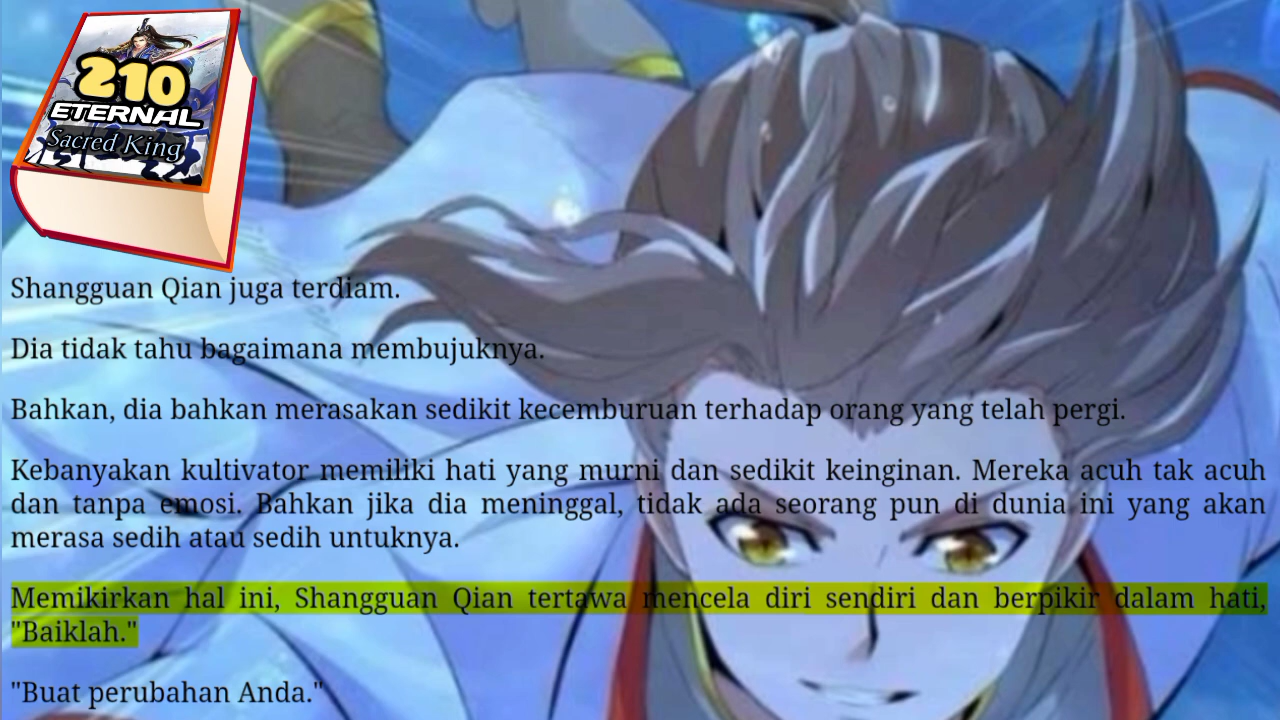 210
ETERNAL
Sacred King
Shangguan Qian juga terdiam.
Dia tidak tahu bagaimana membujuknya.
Bahkan, dia bahkan merasakan sedikit kecemburuan terhadap orang yang telah pergi.
Kebanyakan kultivator memiliki hati yang murni dan sedikit keinginan. Mereka acuh tak acuh
dan tanpa emosi. Bahkan jika dia meninggal, tidak ada seorang pun di dunia ini yang akan
merasa sedih atau sedih untuknya.
Memikirkan hal ini, Shangguan Qian tertawa mencela diri sendiri dan berpikir dalam hati,
"Baiklah."
"Buat perubahan Anda."